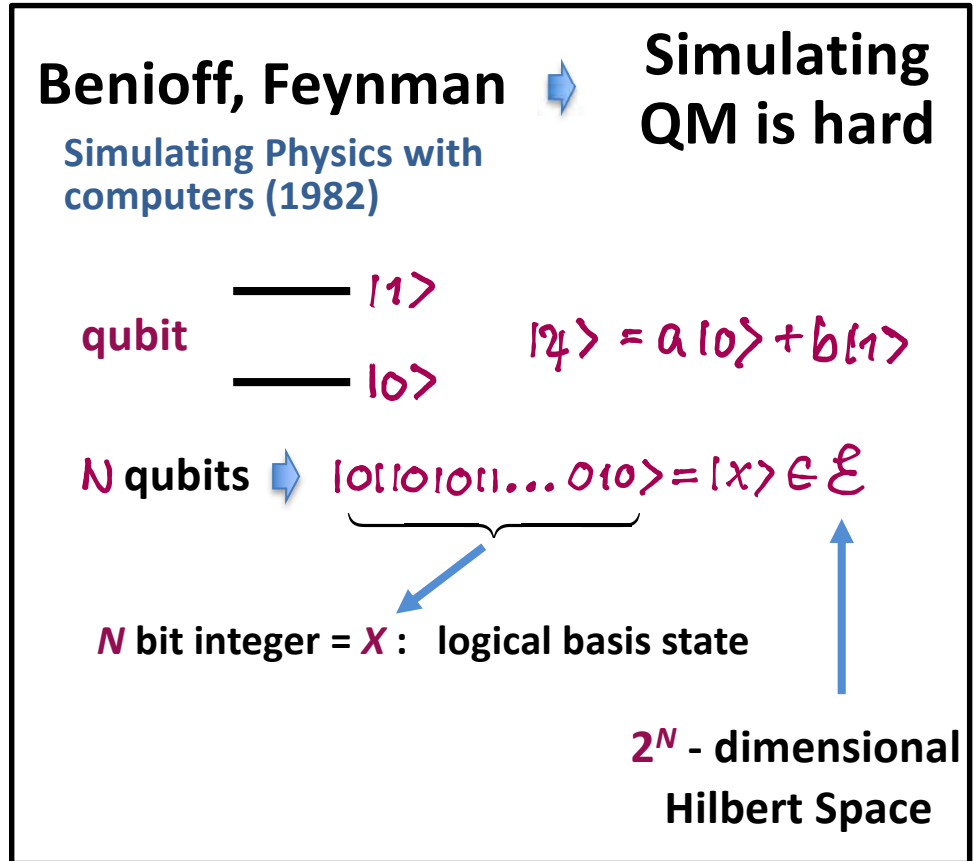 Benioff, Feynman
Simulating
QM is hard
Simulating Physics with
computers (1982)
|1>
qubit
|0>
|ψ> = a|0> + b|1>
N qubits
|01101011...010> = |x> ∈ ℰ
N bit integer = X : logical basis state
2^N - dimensional
Hilbert Space